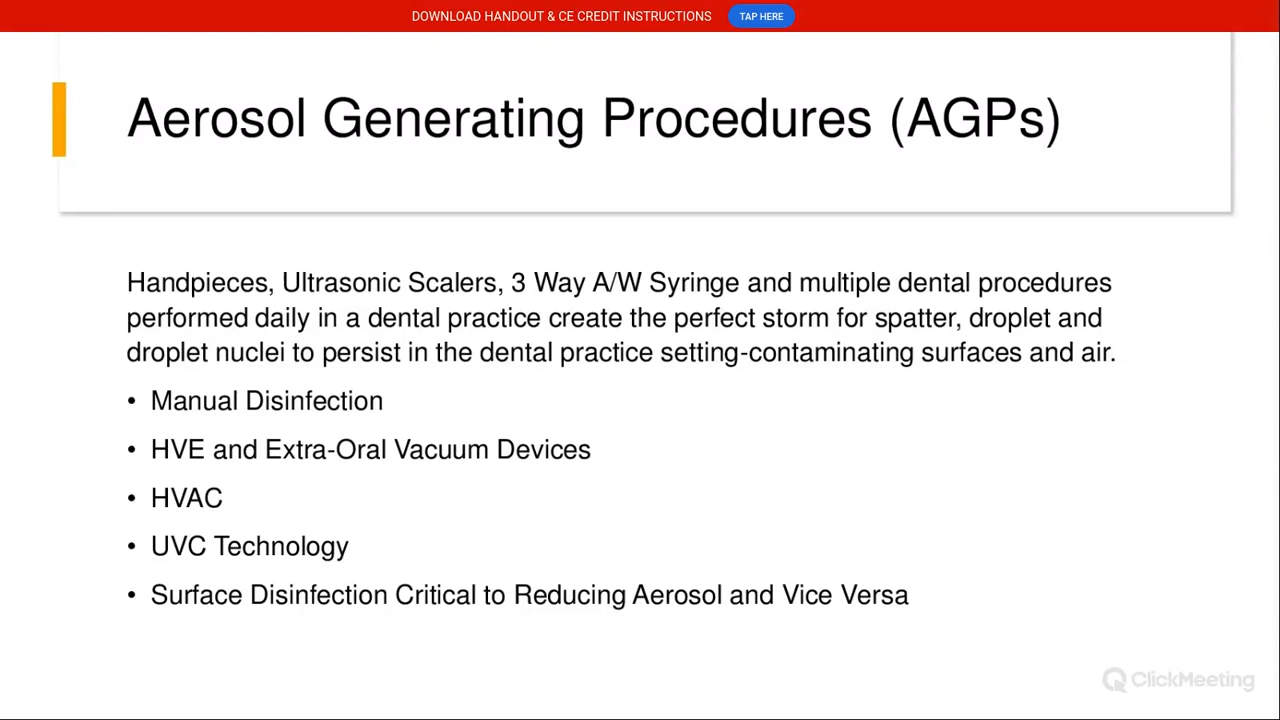 DOWNLOAD HANDOUT & CE CREDIT INSTRUCTIONS TAP HERE
Aerosol Generating Procedures (AGPs)
Handpieces, Ultrasonic Scalers, 3 Way A/W Syringe and multiple dental procedures
performed daily in a dental practice create the perfect storm for spatter, droplet and
droplet nuclei to persist in the dental practice setting-contaminating surfaces and air.
• Manual Disinfection
• HVE and Extra-Oral Vacuum Devices
• HVAC
• UVC Technology
• Surface Disinfection Critical to Reducing Aerosol and Vice Versa
ClickMeeting